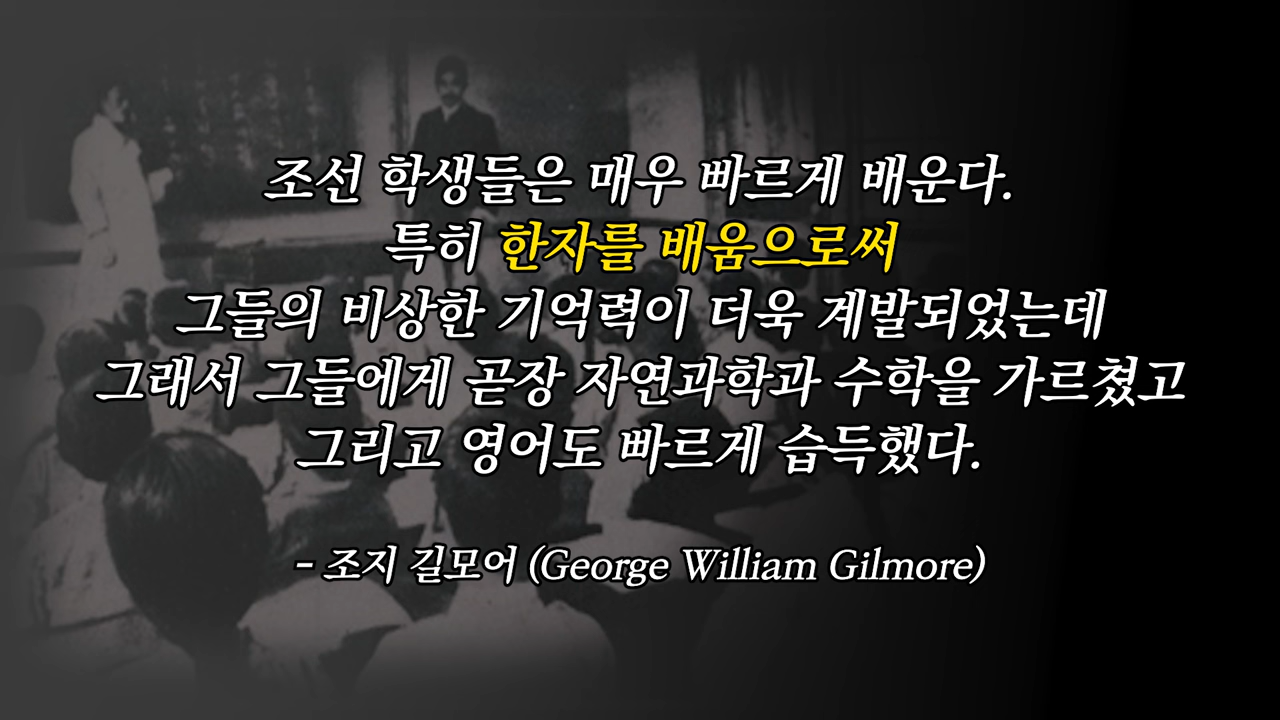 조선 학생들은 매우 빠르게 배운다.
특히 한자를 배움으로써
그들의 비상한 기억력이 더욱 계발되었는데
그래서 그들에게 곧장 자연과학과 수학을 가르쳤고
그리고 영어도 빠르게 습득했다.
- 조지 길모어 (George William Gilmore)